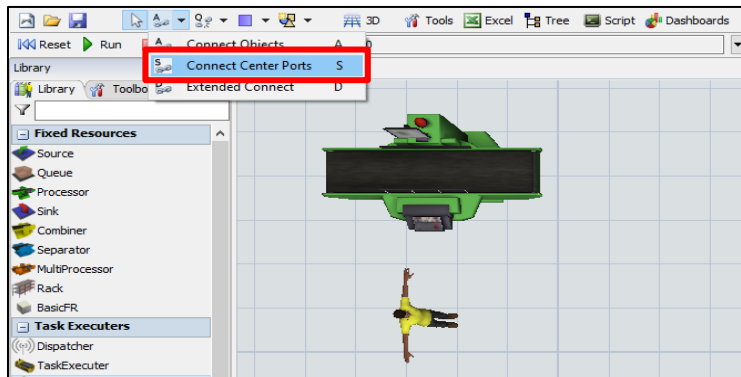 3D Tools Excel Tree Script Dashboards
Reset Run
A Connect Objects A
S Connect Center Ports S
Extended Connect D
Library
Library Toolbo
Fixed Resources
Source
Queue
Processor
Sink
Combiner
Separator
MultiProcessor
Rack
BasicFR
Task Executers
Dispatcher
TaskExecuter